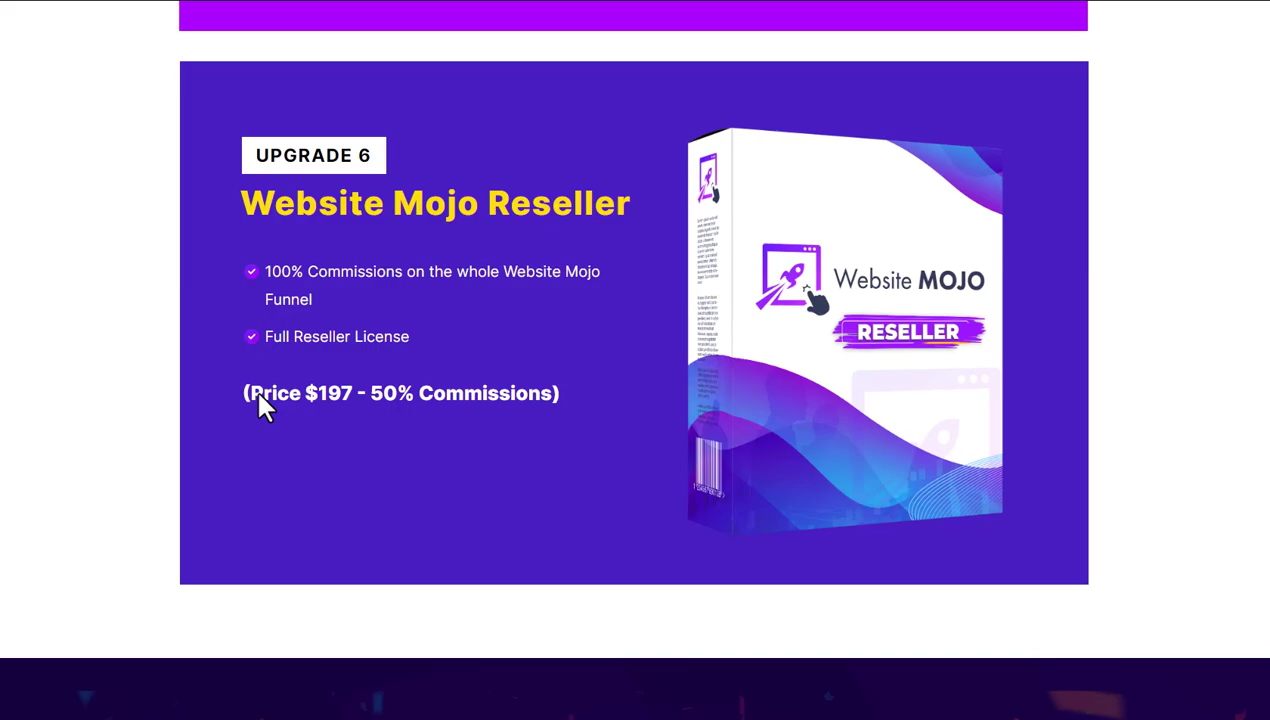 UPGRADE 6
Website Mojo Reseller
100% Commissions on the whole Website Mojo
Funnel
Full Reseller License
(Price $197 - 50% Commissions)
Website MOJO
RESELLER